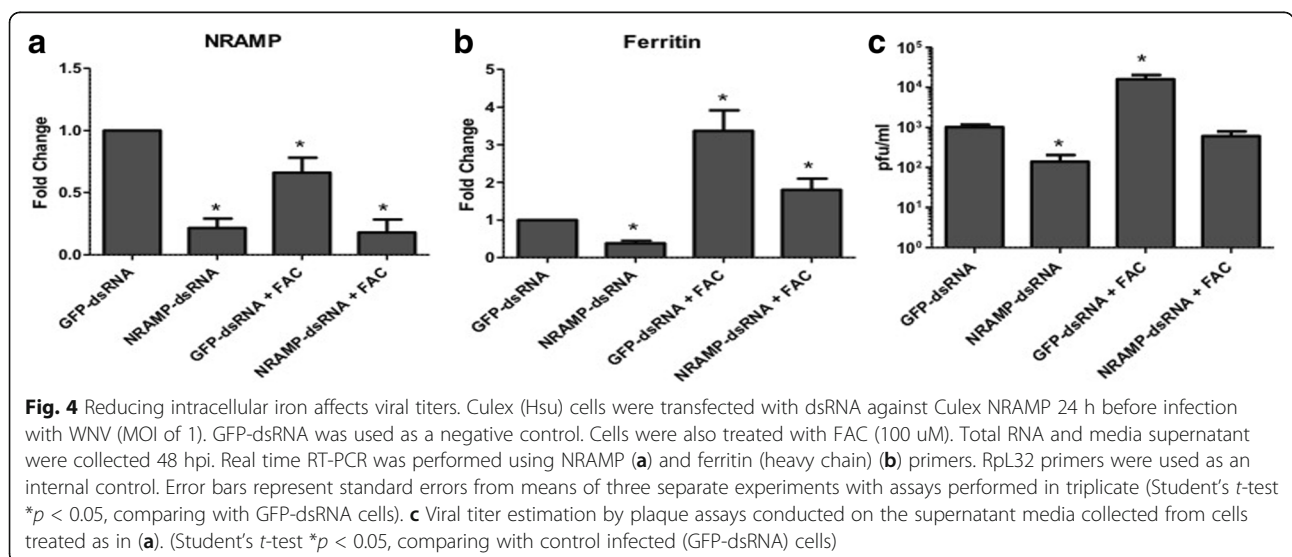 a
NRAMP
Fold Change
1.5
1.0
0.5
0.0
*
*
*
GFP-dsRNA
NRAMP-dsRNA
GFP-dsRNA + FAC
NRAMP-dsRNA + FAC
b
Ferritin
Fold Change
5
4
3
2
1
0
*
*
*
GFP-dsRNA
NRAMP-dsRNA
GFP-dsRNA + FAC
NRAMP-dsRNA + FAC
c
pfu/ml
10⁵
10⁴
10³
10²
10¹
10⁰
*
*
GFP-dsRNA
NRAMP-dsRNA
GFP-dsRNA + FAC
NRAMP-dsRNA + FAC
Fig. 4 Reducing intracellular iron affects viral titers. Culex (Hsu) cells were transfected with dsRNA against Culex NRAMP 24 h before infection
with WNV (MOI of 1). GFP-dsRNA was used as a negative control. Cells were also treated with FAC (100 uM). Total RNA and media supernatant
were collected 48 hpi. Real time RT-PCR was performed using NRAMP (a) and ferritin (heavy chain) (b) primers. RpL32 primers were used as an
internal control. Error bars represent standard errors from means of three separate experiments with assays performed in triplicate (Student's t-test
*p < 0.05, comparing with GFP-dsRNA cells). c Viral titer estimation by plaque assays conducted on the supernatant media collected from cells
treated as in (a). (Student's t-test *p < 0.05, comparing with control infected (GFP-dsRNA) cells)